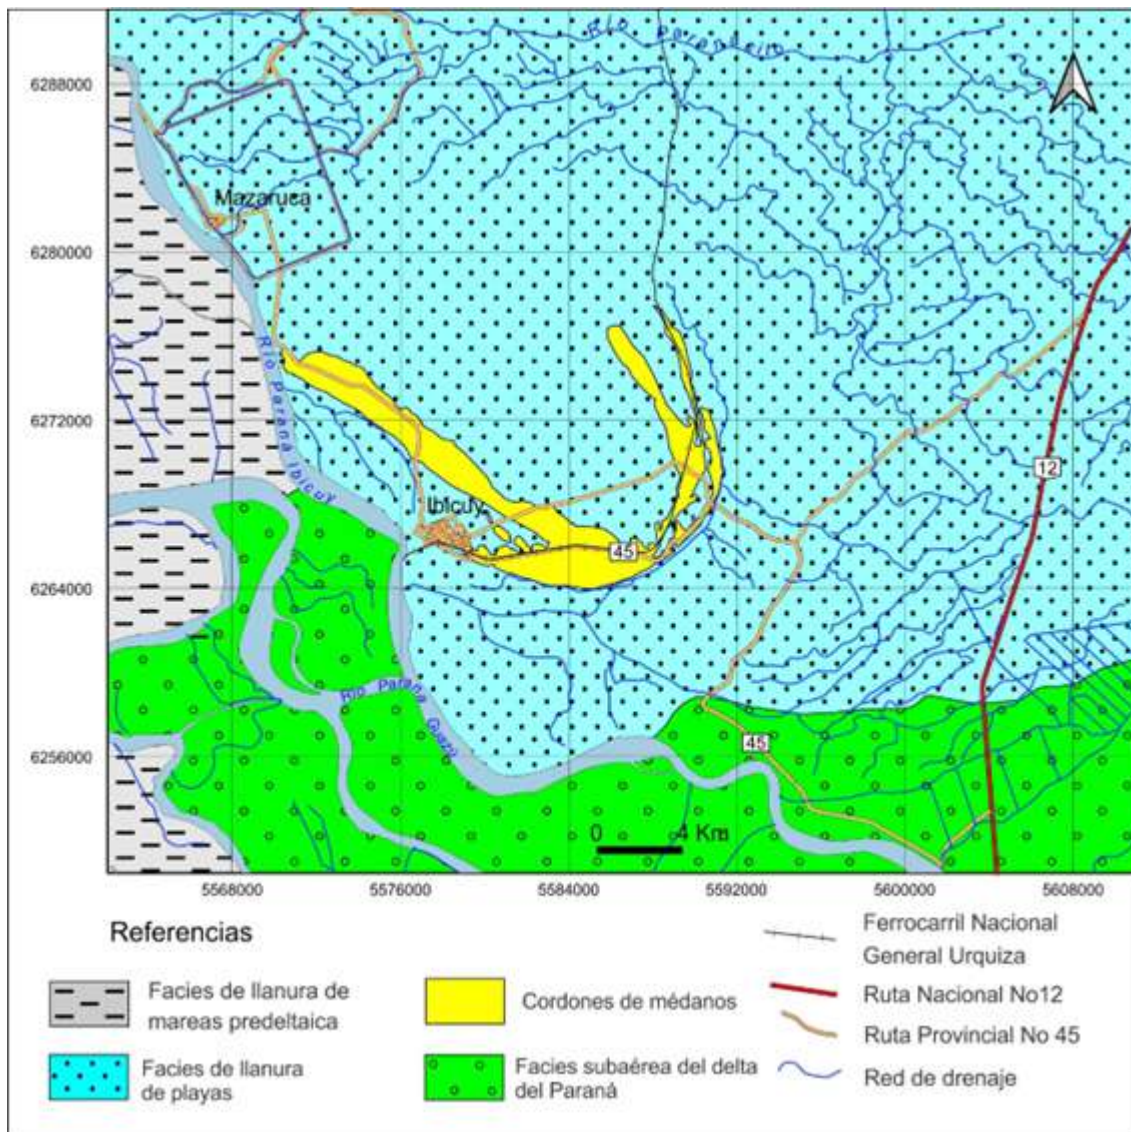 Río Paranacito
6288000
Mazaruca
6280000
Río Paraná Ibicuy
6272000
12
Ibicuy
45
6264000
Río Paraná Guazú
45
6256000
0 4 Km
5568000 5576000 5584000 5592000 5600000 5608000
Referencias
Facies de llanura de
mareas predeltaica
Facies de llanura
de playas
Cordones de médanos
Facies subaérea del delta
del Paraná
Ferrocarril Nacional
General Urquiza
Ruta Nacional No12
Ruta Provincial No 45
Red de drenaje